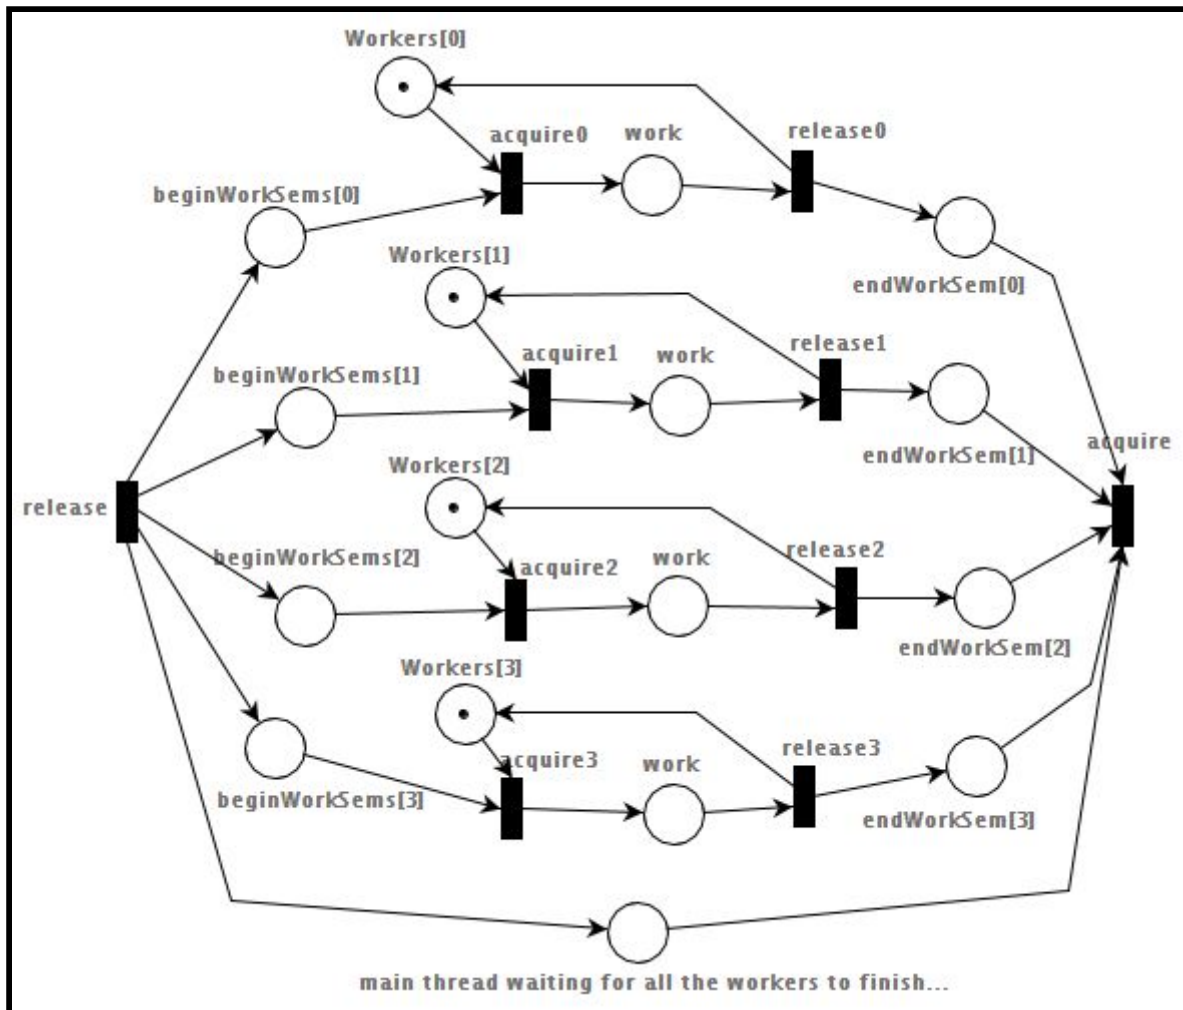 Workers[0]
acquire0
work
release0
beginWorkSems[0]
endWorkSem[0]
Workers[1]
acquire1
work
release1
beginWorkSems[1]
endWorkSem[1]
acquire
Workers[2]
release
beginWorkSems[2]
acquire2
work
release2
endWorkSem[2]
Workers[3]
acquire3
work
release3
beginWorkSems[3]
endWorkSem[3]
main thread waiting for all the workers to finish...